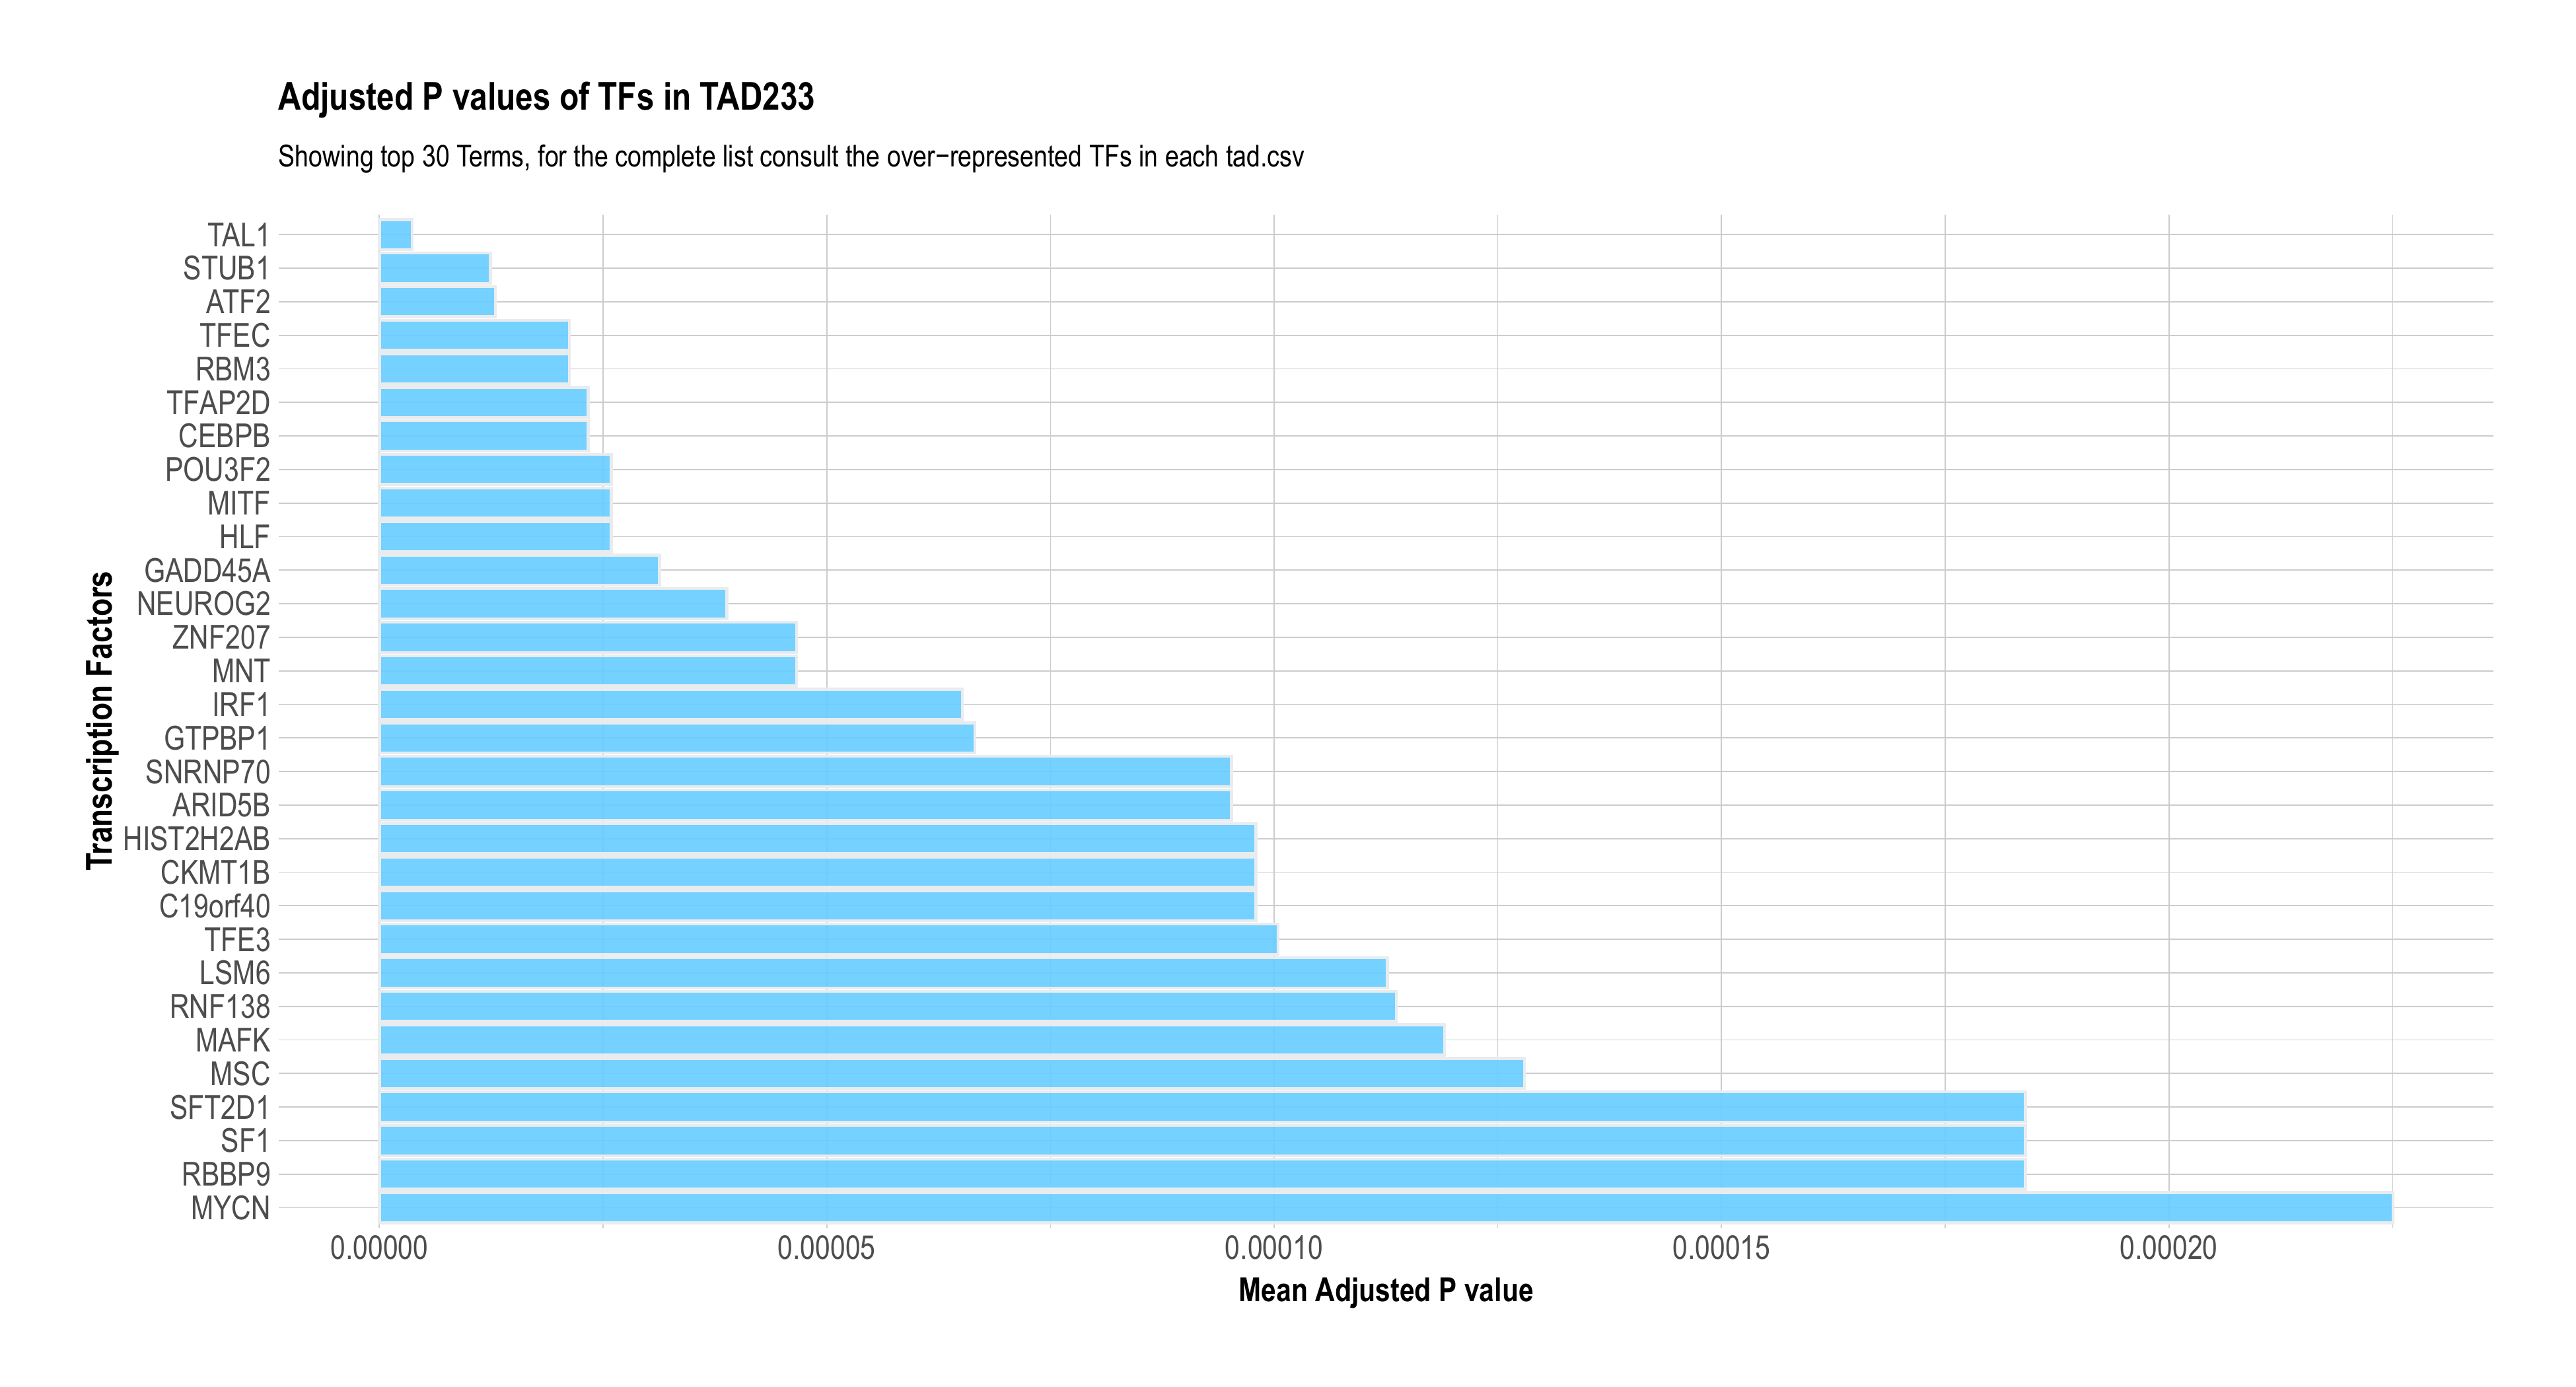 Adjusted P values of TFs in TAD233
Showing top 30 Terms, for the complete list consult the over−represented TFs in each tad.csv
Transcription Factors
TAL1
STUB1
ATF2
TFEC
RBM3
TFAP2D
CEBPB
POU3F2
MITF
HLF
GADD45A
NEUROG2
ZNF207
MNT
IRF1
GTPBP1
SNRNP70
ARID5B
HIST2H2AB
CKMT1B
C19orf40
TFE3
LSM6
RNF138
MAFK
MSC
SFT2D1
SF1
RBBP9
MYCN
0.00000 0.00005 0.00010 0.00015 0.00020
Mean Adjusted P value